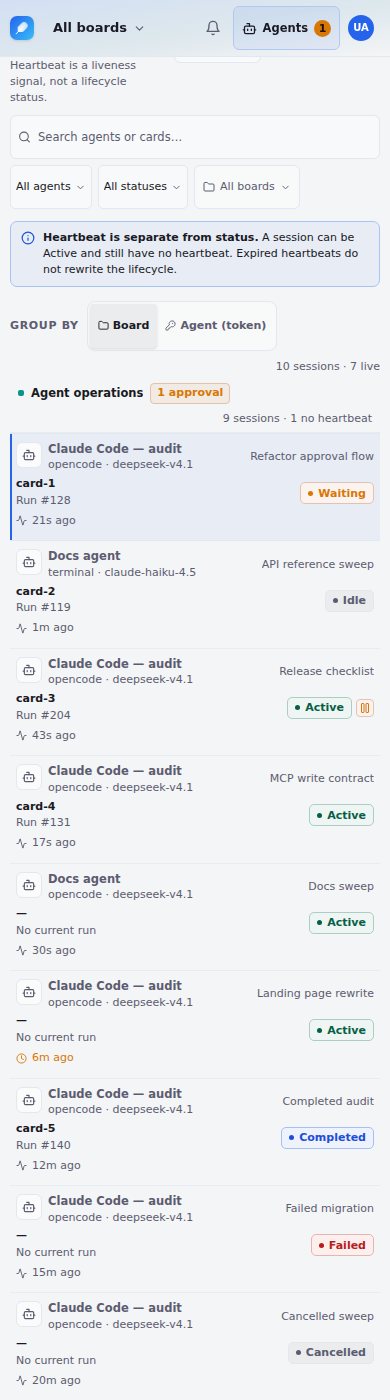 All boards
Agents 1
UA
Heartbeat is a liveness
signal, not a lifecycle
status.
Search agents or cards…
All agents
All statuses
All boards
Heartbeat is separate from status. A session can be
Active and still have no heartbeat. Expired heartbeats do
not rewrite the lifecycle.
GROUP BY
Board
Agent (token)
10 sessions · 7 live
Agent operations
1 approval
9 sessions · 1 no heartbeat
Claude Code — audit
opencode · deepseek-v4.1
Refactor approval flow
card-1
Run #128
Waiting
21s ago
Docs agent
terminal · claude-haiku-4.5
API reference sweep
card-2
Run #119
Idle
1m ago
Claude Code — audit
opencode · deepseek-v4.1
Release checklist
card-3
Run #204
Active
43s ago
Claude Code — audit
opencode · deepseek-v4.1
MCP write contract
card-4
Run #131
Active
17s ago
Docs agent
opencode · deepseek-v4.1
Docs sweep
—
No current run
Active
30s ago
Claude Code — audit
opencode · deepseek-v4.1
Landing page rewrite
—
No current run
Active
6m ago
Claude Code — audit
opencode · deepseek-v4.1
Completed audit
card-5
Run #140
Completed
12m ago
Claude Code — audit
opencode · deepseek-v4.1
Failed migration
—
No current run
Failed
15m ago
Claude Code — audit
opencode · deepseek-v4.1
Cancelled sweep
—
No current run
Cancelled
20m ago